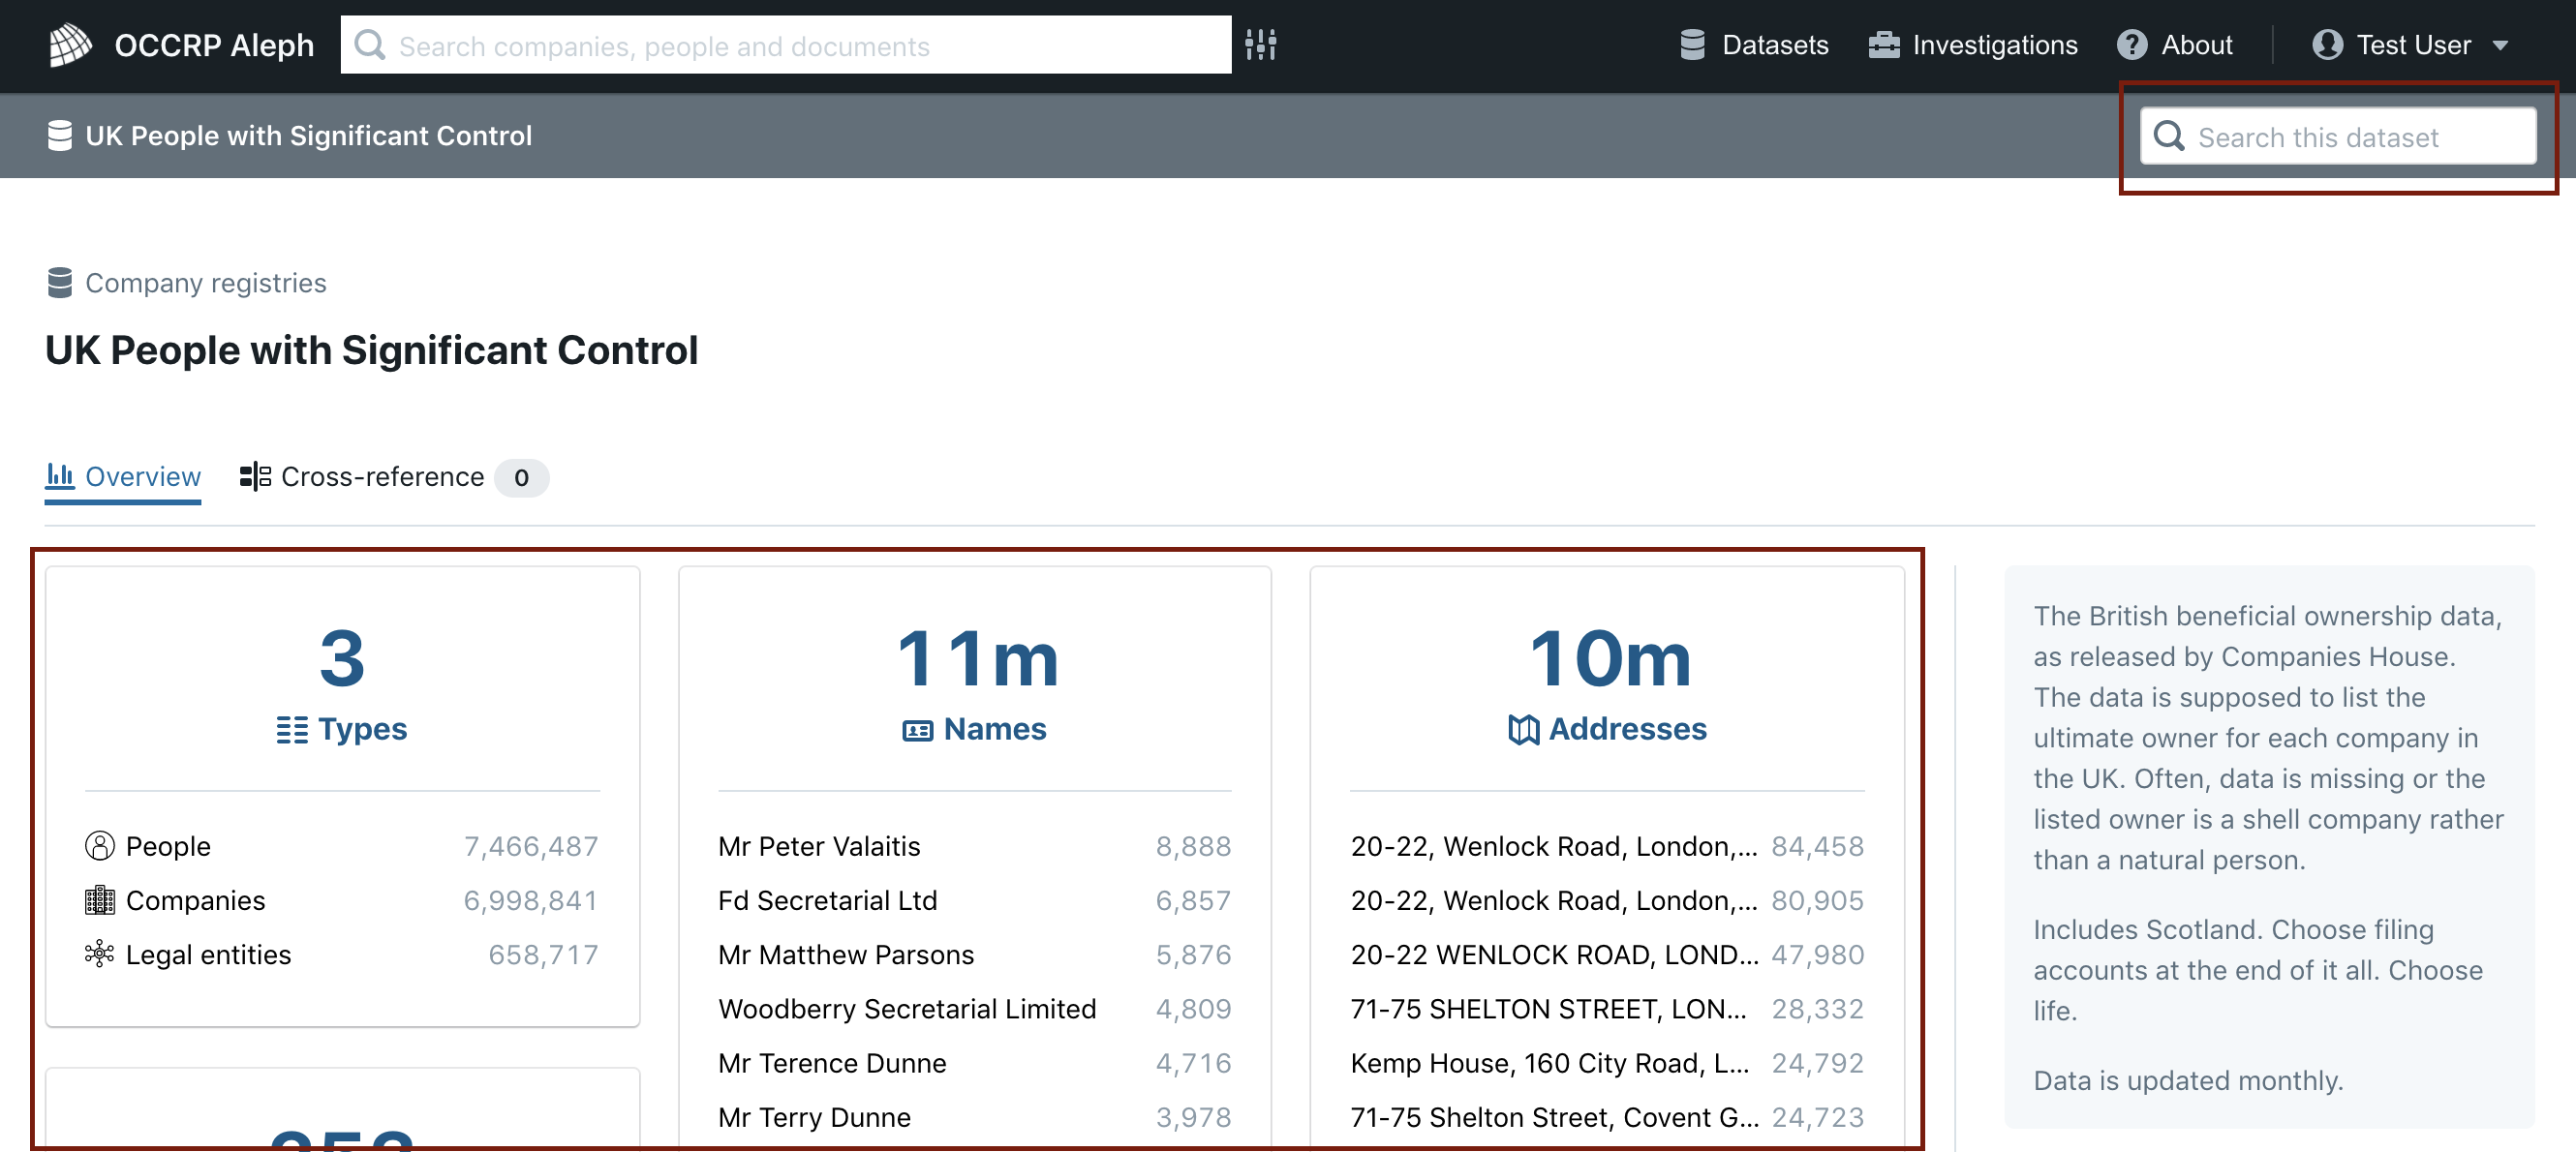 OCCRP Aleph
Search companies, people and documents
Datasets
Investigations
About
Test User
UK People with Significant Control
Search this dataset
Company registries
UK People with Significant Control
Overview
Cross-reference 0
3
Types
People 7,466,487
Companies 6,998,841
Legal entities 658,717
11m
Names
Mr Peter Valaitis 8,888
Fd Secretarial Ltd 6,857
Mr Matthew Parsons 5,876
Woodberry Secretarial Limited 4,809
Mr Terence Dunne 4,716
Mr Terry Dunne 3,978
10m
Addresses
20-22, Wenlock Road, London,... 84,458
20-22, Wenlock Road, London,... 80,905
20-22 WENLOCK ROAD, LOND... 47,980
71-75 SHELTON STREET, LON... 28,332
Kemp House, 160 City Road, L... 24,792
71-75 Shelton Street, Covent G... 24,723
The British beneficial ownership data,
as released by Companies House.
The data is supposed to list the
ultimate owner for each company in
the UK. Often, data is missing or the
listed owner is a shell company rather
than a natural person.
Includes Scotland. Choose filing
accounts at the end of it all. Choose
life.
Data is updated monthly.